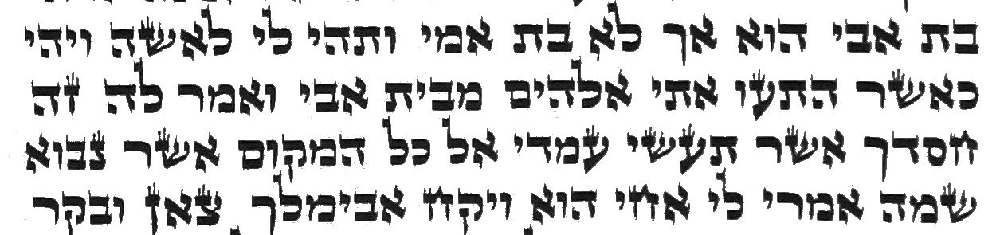 בת אבי הוא אך לא בת אמי ותהי לי לאשה ויהי
כאשר התעו אתי אלהים מבית אבי ואמר לה זה
חסדך אשר תעשי עמדי אל כל המקום אשר נבוא
שמה אמרי לי אחי הוא ויקח אבימלך צאן ובקר